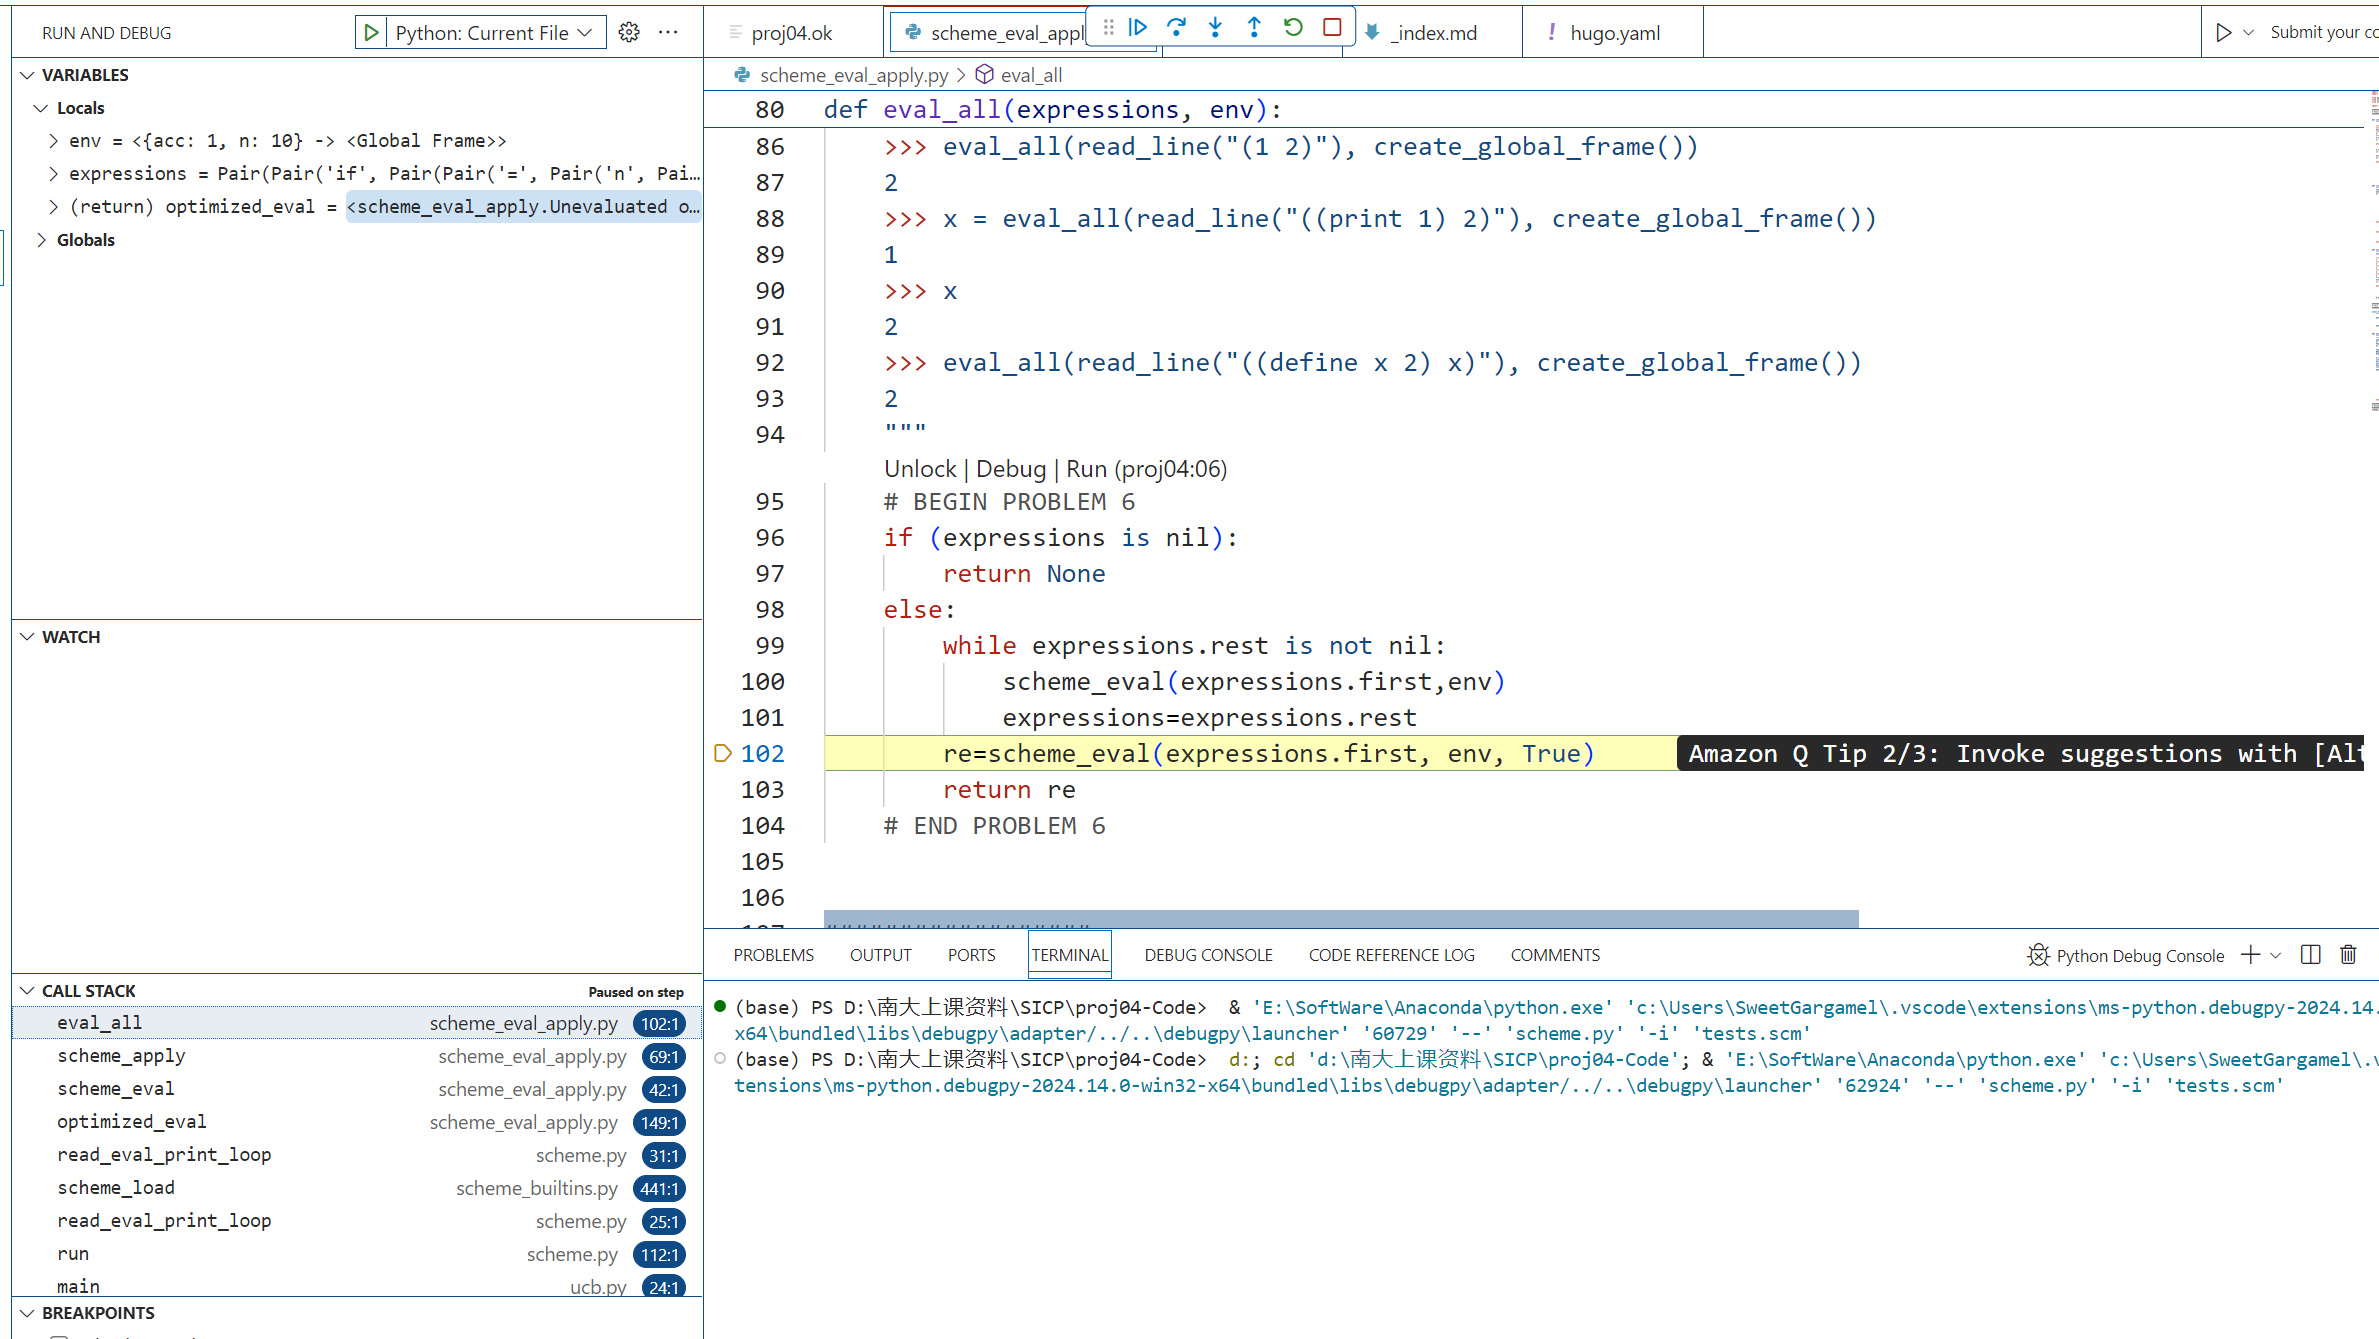 RUN AND DEBUG
Python: Current File
VARIABLES
Locals
env = <{acc: 1, n: 10} -> <Global Frame>>
expressions = Pair(Pair('if', Pair(Pair('=', Pair('n', Pai…
(return) optimized_eval = <scheme_eval_apply.Unevaluated o…
Globals
WATCH
CALL STACK
Paused on step
eval_all scheme_eval_apply.py 102:1
scheme_apply scheme_eval_apply.py 69:1
scheme_eval scheme_eval_apply.py 42:1
optimized_eval scheme_eval_apply.py 149:1
read_eval_print_loop scheme.py 31:1
scheme_load scheme_builtins.py 441:1
read_eval_print_loop scheme.py 25:1
run scheme.py 112:1
main ucb.py 24:1
BREAKPOINTS
proj04.ok
scheme_eval_appl
_index.md
! hugo.yaml
Submit your co
scheme_eval_apply.py > eval_all
80 def eval_all(expressions, env):
86 >>> eval_all(read_line("(1 2)"), create_global_frame())
87 2
88 >>> x = eval_all(read_line("((print 1) 2)"), create_global_frame())
89 1
90 >>> x
91 2
92 >>> eval_all(read_line("((define x 2) x)"), create_global_frame())
93 2
94 """
Unlock | Debug | Run (proj04:06)
95 # BEGIN PROBLEM 6
96 if (expressions is nil):
97 return None
98 else:
99 while expressions.rest is not nil:
100 scheme_eval(expressions.first,env)
101 expressions=expressions.rest
102 re=scheme_eval(expressions.first, env, True) Amazon Q Tip 2/3: Invoke suggestions with [Alt
103 return re
104 # END PROBLEM 6
105
106
PROBLEMS OUTPUT PORTS TERMINAL DEBUG CONSOLE CODE REFERENCE LOG COMMENTS
Python Debug Console
(base) PS D:\南大上课资料\SICP\proj04-Code> & 'E:\SoftWare\Anaconda\python.exe' 'c:\Users\SweetGargamel\.vscode\extensions\ms-python.debugpy-2024.14.
x64\bundled\libs\debugpy\adapter/../..\debugpy\launcher' '60729' '--' 'scheme.py' '-i' 'tests.scm'
(base) PS D:\南大上课资料\SICP\proj04-Code> d:; cd 'd:\南大上课资料\SICP\proj04-Code'; & 'E:\SoftWare\Anaconda\python.exe' 'c:\Users\SweetGargamel\.v
tensions\ms-python.debugpy-2024.14.0-win32-x64\bundled\libs\debugpy\adapter/../..\debugpy\launcher' '62924' '--' 'scheme.py' '-i' 'tests.scm'